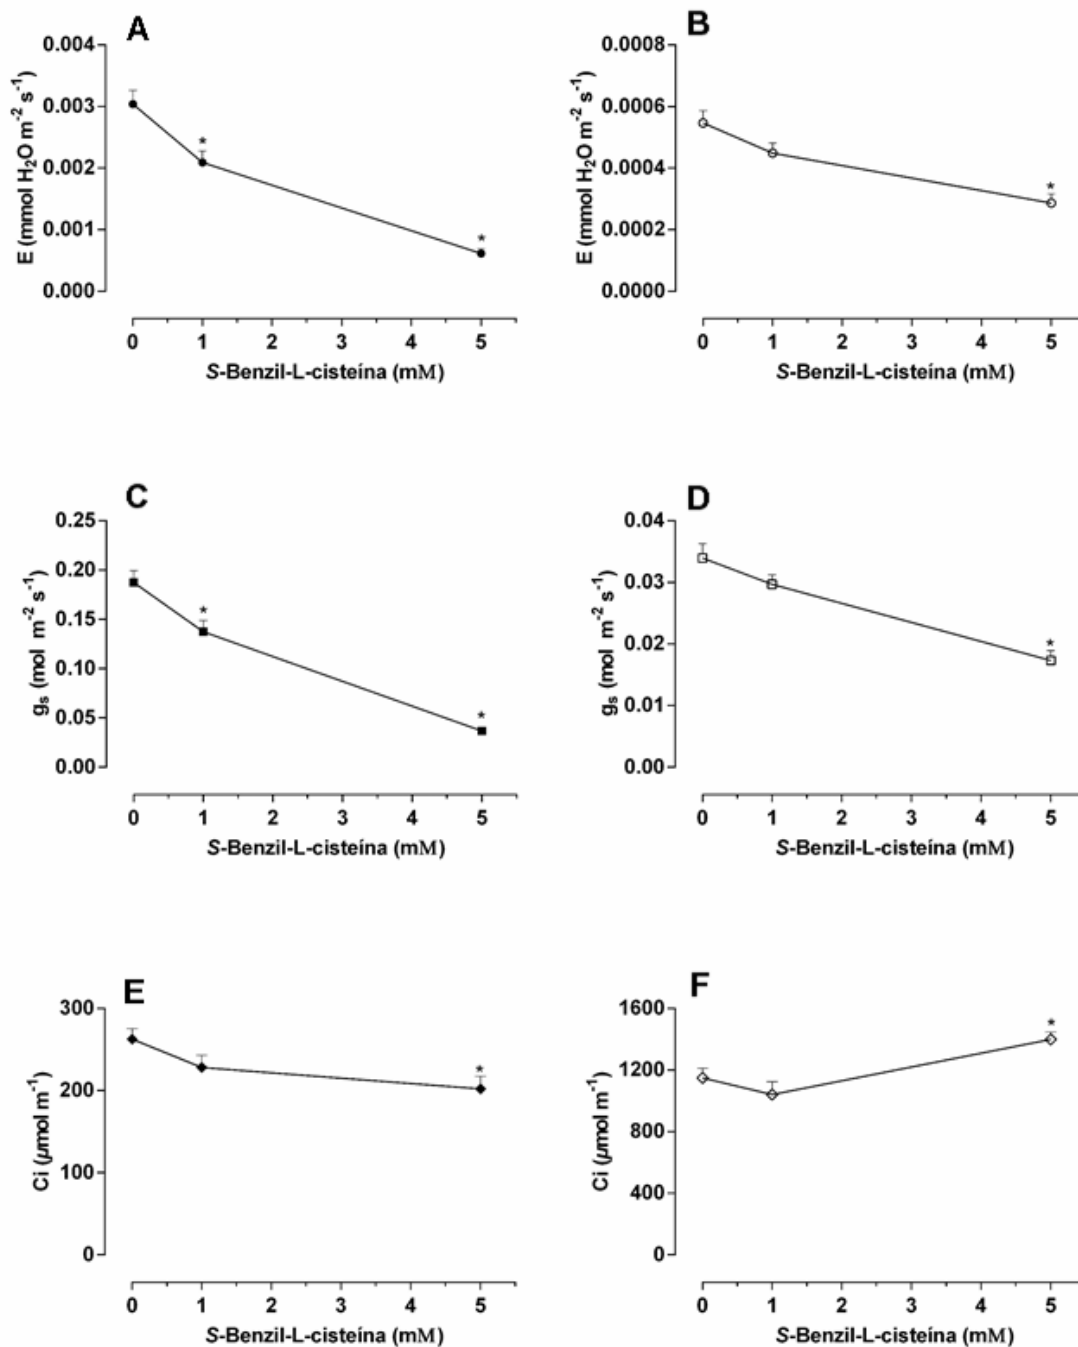 A
0.004
0.003
0.002
0.001
0.000
E (mmol H₂O m⁻² s⁻¹)
*
*
0 1 2 3 4 5
S-Benzil-L-cisteína (mM)
B
0.0008
0.0006
0.0004
0.0002
0.0000
E (mmol H₂O m⁻² s⁻¹)
*
0 1 2 3 4 5
S-Benzil-L-cisteína (mM)
C
0.25
0.20
0.15
0.10
0.05
0.00
gₛ (mol m⁻² s⁻¹)
*
*
0 1 2 3 4 5
S-Benzil-L-cisteína (mM)
D
0.04
0.03
0.02
0.01
0.00
gₛ (mol m⁻² s⁻¹)
*
0 1 2 3 4 5
S-Benzil-L-cisteína (mM)
E
300
200
100
0
Ci (µmol m⁻¹)
*
0 1 2 3 4 5
S-Benzil-L-cisteína (mM)
F
1600
1200
800
400
0
Ci (µmol m⁻¹)
*
0 1 2 3 4 5
S-Benzil-L-cisteína (mM)